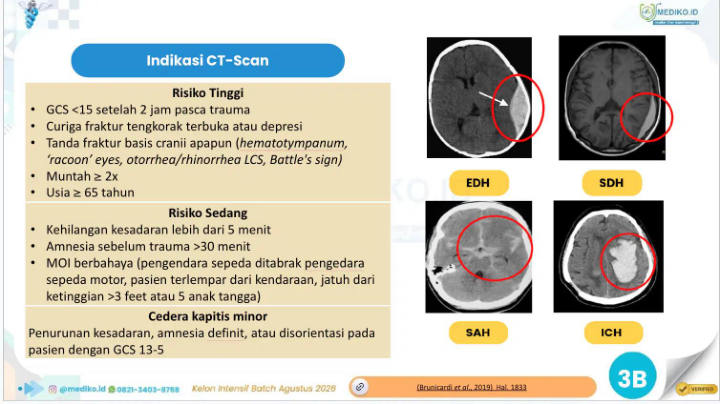 MEDIKO.ID
Indikasi CT-Scan
Risiko Tinggi
• GCS <15 setelah 2 jam pasca trauma
• Curiga fraktur tengkorak terbuka atau depresi
• Tanda fraktur basis cranii apapun (hematotympanum,
‘racoon’ eyes, otorrhea/rhinorrhea LCS, Battle's sign)
• Muntah ≥ 2x
• Usia ≥ 65 tahun
Risiko Sedang
• Kehilangan kesadaran lebih dari 5 menit
• Amnesia sebelum trauma >30 menit
• MOI berbahaya (pengendara sepeda ditabrak pengedara
sepeda motor, pasien terlempar dari kendaraan, jatuh dari
ketinggian >3 feet atau 5 anak tangga)
Cedera kapitis minor
Penurunan kesadaran, amnesia definit, atau disorientasi pada
pasien dengan GCS 13-5
EDH
SDH
SAH
ICH
@mediko.id
0821-3403-8768
Kelon Intensif Batch Agustus 2026
(Brunicardi et al., 2019) Hal. 1833
3B
VERIFIED